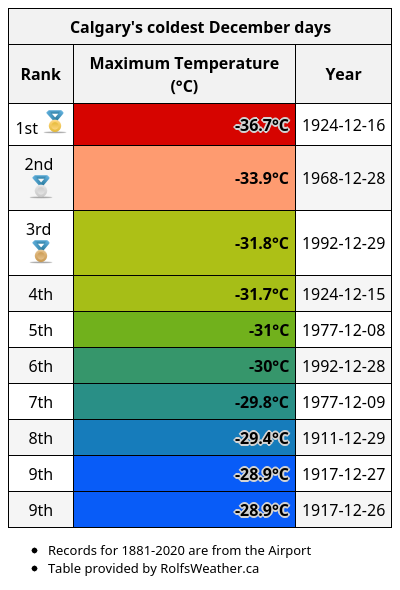 Calgary's coldest December days
Rank Maximum Temperature (°C) Year
1st -36.7°C 1924-12-16
2nd -33.9°C 1968-12-28
3rd -31.8°C 1992-12-29
4th -31.7°C 1924-12-15
5th -31°C 1977-12-08
6th -30°C 1992-12-28
7th -29.8°C 1977-12-09
8th -29.4°C 1911-12-29
9th -28.9°C 1917-12-27
9th -28.9°C 1917-12-26
Records for 1881-2020 are from the Airport
Table provided by RolfsWeather.ca